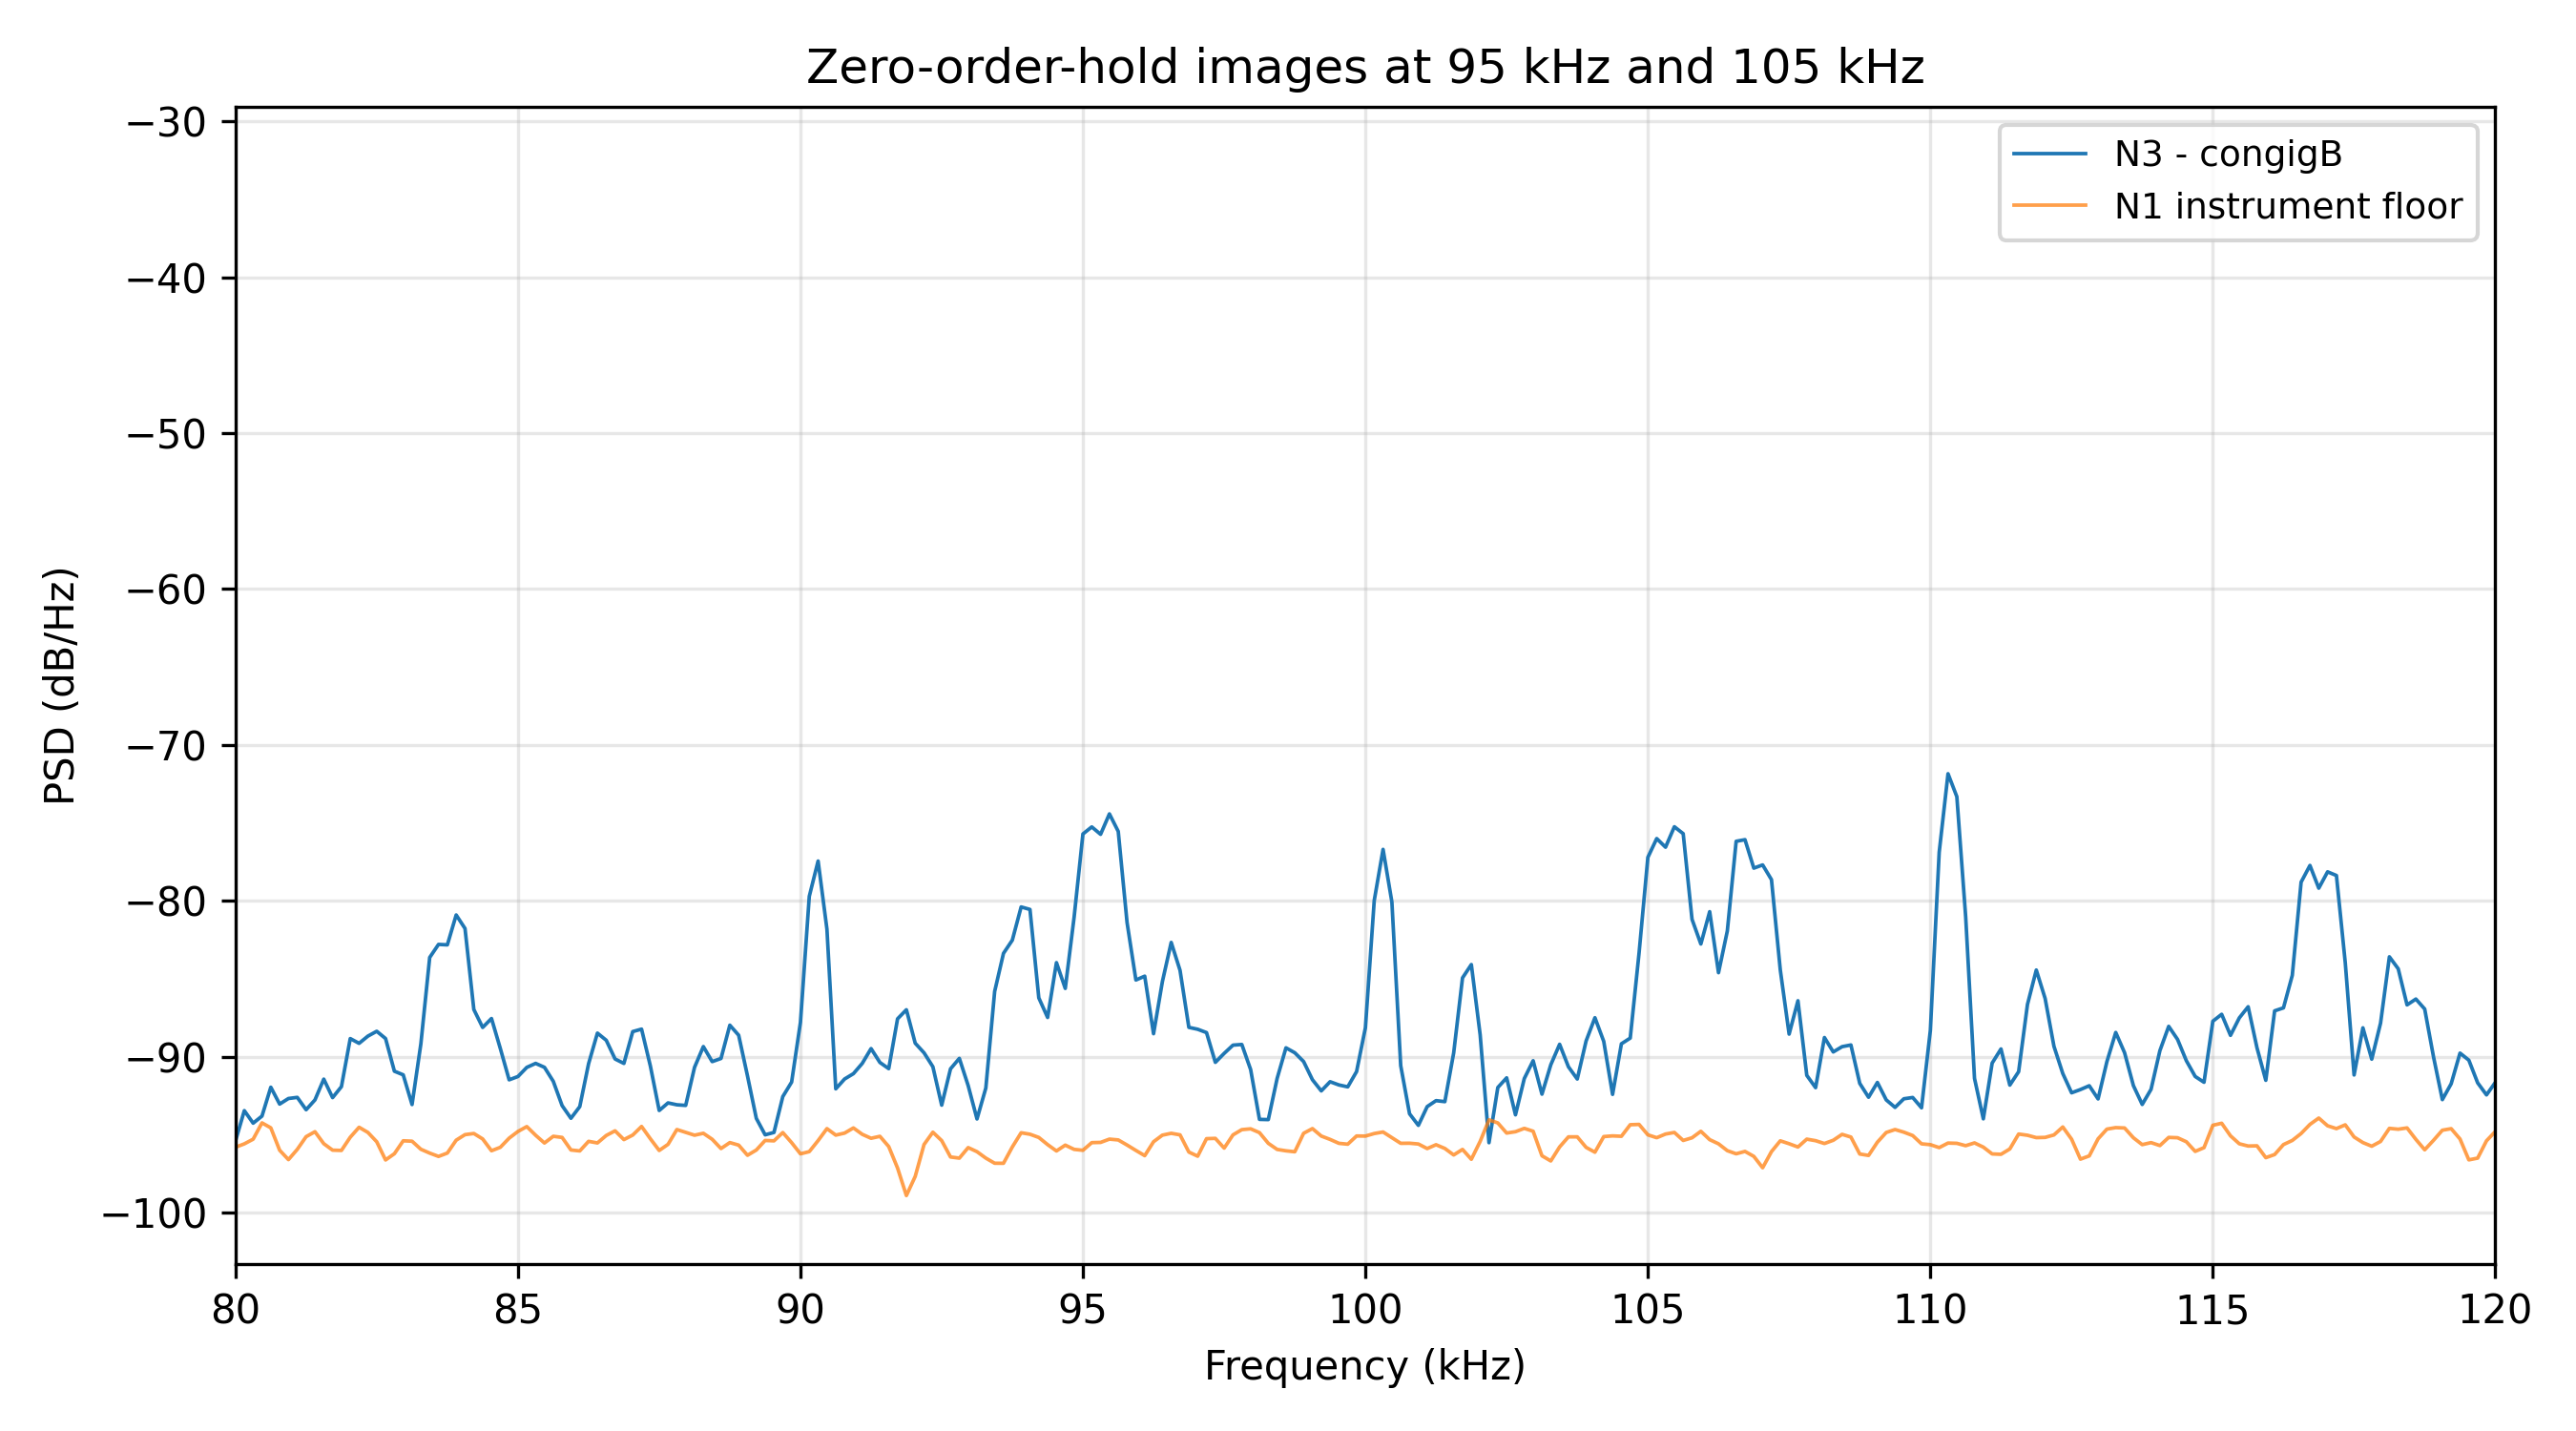 Zero-order-hold images at 95 kHz and 105 kHz
N3 - congigB
N1 instrument floor
PSD (dB/Hz)
−30
−40
−50
−60
−70
−80
−90
−100
80 85 90 95 100 105 110 115 120
Frequency (kHz)